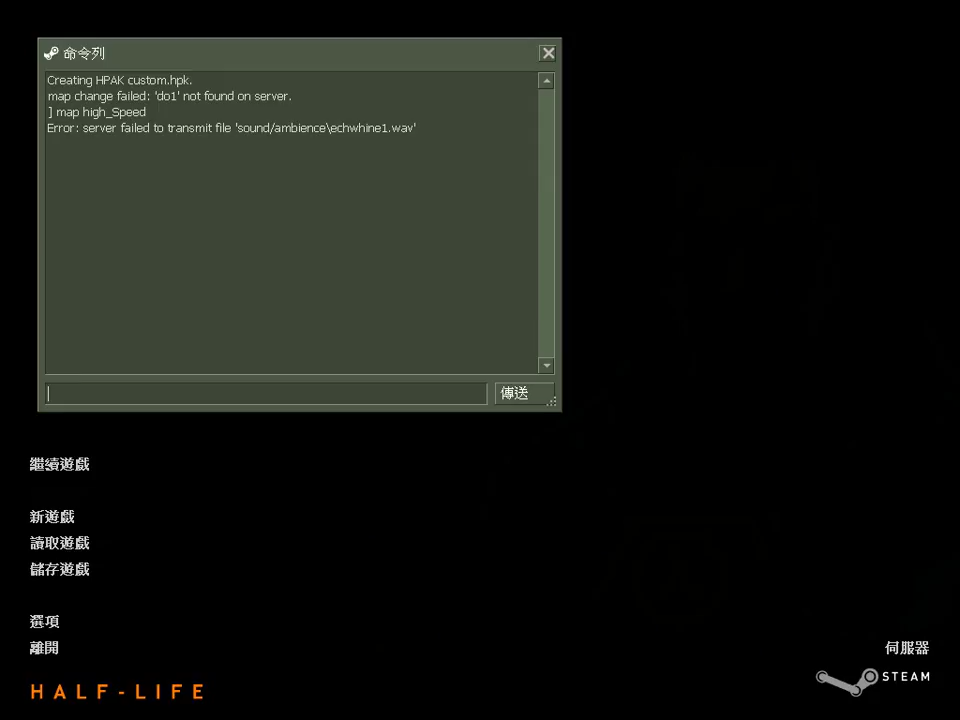 命令列
Creating HPAK custom.hpk.
map change failed: 'do1' not found on server.
] map high_Speed
Error: server failed to transmit file 'sound/ambience\echwhine1.wav'
傳送
繼續遊戲
新遊戲
讀取遊戲
儲存遊戲
選項
離開
伺服器
HALF-LIFE
STEAM